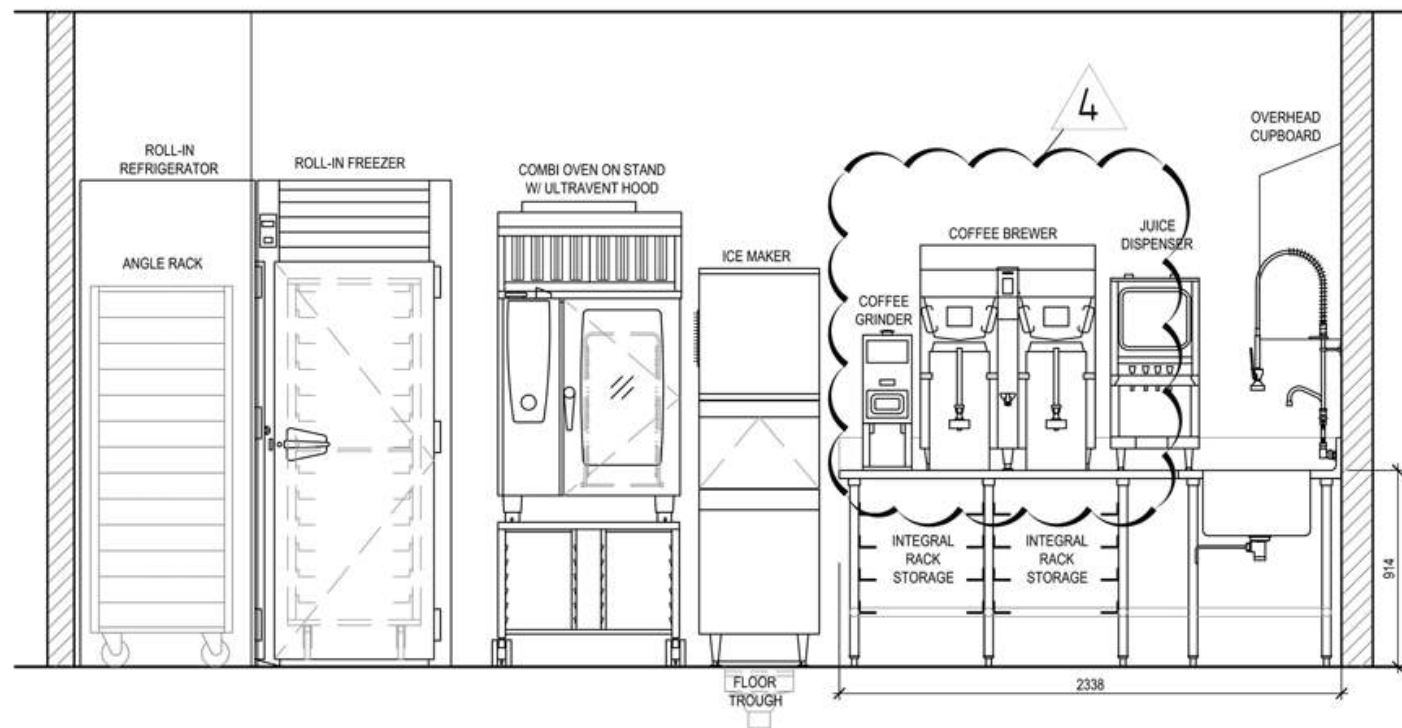 4
OVERHEAD
CUPBOARD
ROLL-IN
REFRIGERATOR
ROLL-IN FREEZER
COMBI OVEN ON STAND
W/ ULTRAVENT HOOD
ANGLE RACK
ICE MAKER
COFFEE BREWER
JUICE
DISPENSER
COFFEE
GRINDER
INTEGRAL
RACK
STORAGE
INTEGRAL
RACK
STORAGE
914
FLOOR
TROUGH
2338